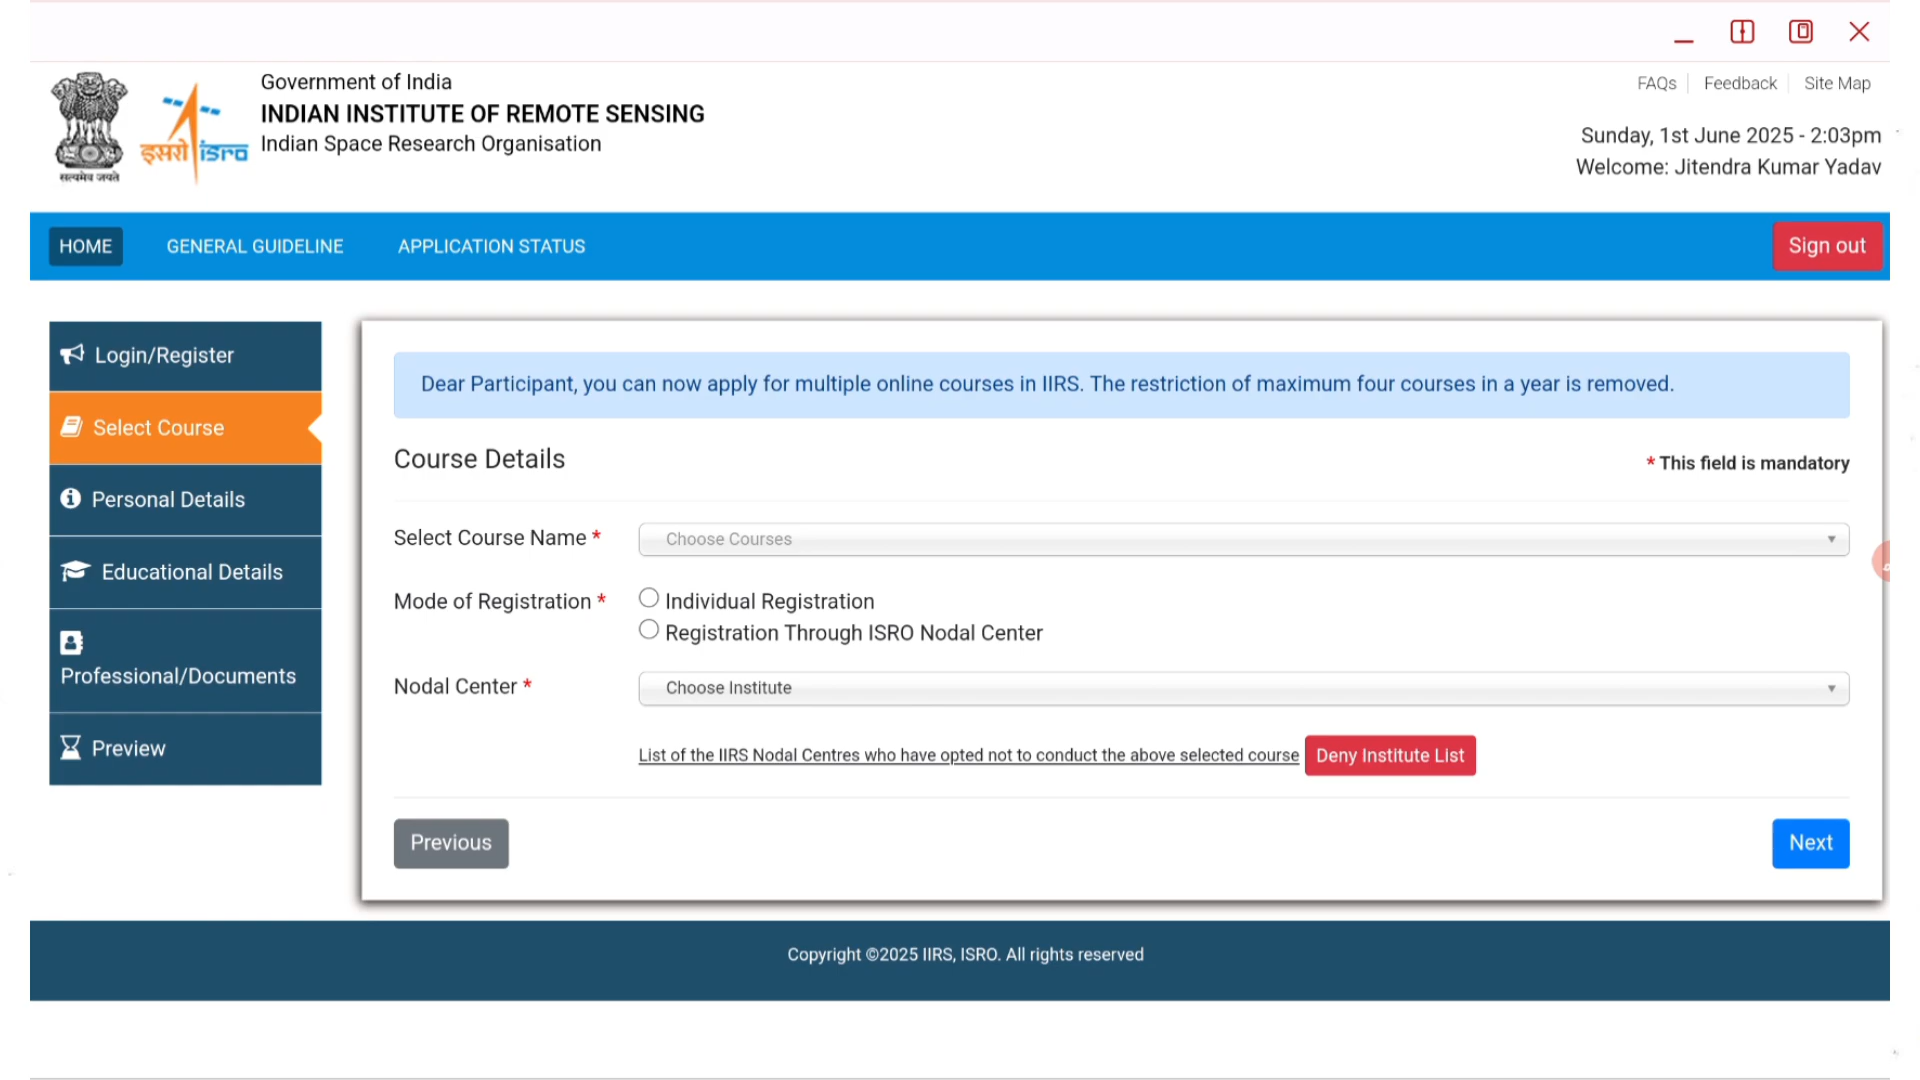 Government of India
INDIAN INSTITUTE OF REMOTE SENSING
Indian Space Research Organisation
सत्यमेव जयते
इसरो isro
FAQs
Feedback
Site Map
Sunday, 1st June 2025 - 2:03pm
Welcome: Jitendra Kumar Yadav
HOME
GENERAL GUIDELINE
APPLICATION STATUS
Sign out
Login/Register
Select Course
Personal Details
Educational Details
Professional/Documents
Preview
Dear Participant, you can now apply for multiple online courses in IIRS. The restriction of maximum four courses in a year is removed.
Course Details
* This field is mandatory
Select Course Name *
Choose Courses
Mode of Registration *
Individual Registration
Registration Through ISRO Nodal Center
Nodal Center *
Choose Institute
List of the IIRS Nodal Centres who have opted not to conduct the above selected course
Deny Institute List
Previous
Next
Copyright ©2025 IIRS, ISRO. All rights reserved